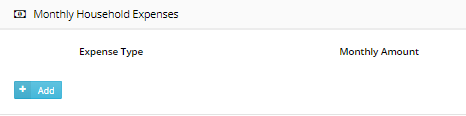 Monthly Household Expenses
Expense Type Monthly Amount
+ Add